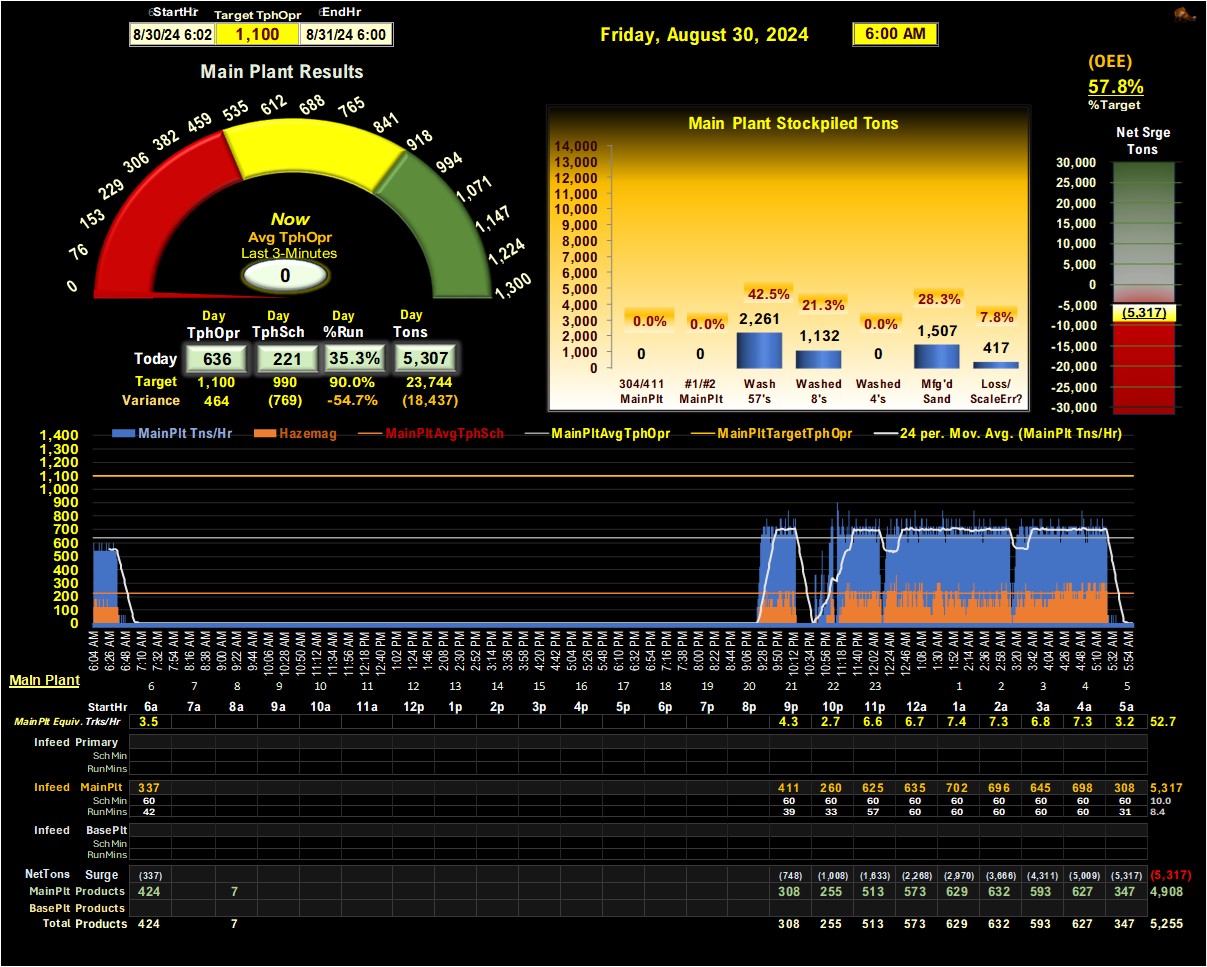 StartHr Target TphOpr EndHr
8/30/24 6:02 1,100 8/31/24 6:00
Friday, August 30, 2024 6:00 AM
(OEE)
57.8%
%Target
Main Plant Results
0 76 153 229 306 382 459 535 612 688 765 841 918 994 1,071 1,147 1,224 1,300
Now
Avg TphOpr
Last 3-Minutes
0
Day Day Day Day
TphOpr TphSch %Run Tons
Today 636 221 35.3% 5,307
Target 1,100 990 90.0% 23,744
Variance 464 (769) -54.7% (18,437)
Main Plant Stockpiled Tons
14,000
13,000
12,000
11,000
10,000
9,000
8,000
7,000
6,000
5,000
4,000
3,000
2,000
1,000
0
0.0% 0.0% 42.5% 21.3% 0.0% 28.3% 7.8%
0 0 2,261 1,132 0 1,507 417
304/411 #1/#2 Wash Washed Washed Mfg'd Loss/
MainPlt MainPlt 57's 8's 4's Sand ScaleErr?
Net Srge
Tons
30,000
25,000
20,000
15,000
10,000
5,000
0
-5,000
(5,317)
-10,000
-15,000
-20,000
-25,000
-30,000
MainPlt Tns/Hr Hazemag MainPltAvgTphSch MainPltAvgTphOpr MainPltTargetTphOpr 24 per. Mov. Avg. (MainPlt Tns/Hr)
1,400
1,300
1,200
1,100
1,000
900
800
700
600
500
400
300
200
100
0
6:04 AM 6:26 AM 6:48 AM 7:10 AM 7:32 AM 7:54 AM 8:16 AM 8:38 AM 9:00 AM 9:22 AM 9:44 AM 10:06 AM 10:28 AM 10:50 AM 11:12 AM 11:34 AM 11:56 AM 12:18 PM 12:40 PM 1:02 PM 1:24 PM 1:46 PM 2:08 PM 2:30 PM 2:52 PM 3:14 PM 3:36 PM 3:58 PM 4:20 PM 4:42 PM 5:04 PM 5:26 PM 5:48 PM 6:10 PM 6:32 PM 6:54 PM 7:16 PM 7:38 PM 8:00 PM 8:22 PM 8:44 PM 9:06 PM 9:28 PM 9:50 PM 10:12 PM 10:34 PM 10:56 PM 11:18 PM 11:40 PM 12:02 AM 12:24 AM 12:46 AM 1:08 AM 1:30 AM 1:52 AM 2:14 AM 2:36 AM 2:58 AM 3:20 AM 3:42 AM 4:04 AM 4:26 AM 4:48 AM 5:10 AM 5:32 AM 5:54 AM
Main Plant
6 7 8 9 10 11 12 13 14 15 16 17 18 19 20 21 22 23 1 2 3 4 5
StartHr 6a 7a 8a 9a 10a 11a 12p 1p 2p 3p 4p 5p 6p 7p 8p 9p 10p 11p 12a 1a 2a 3a 4a 5a
MainPlt Equiv. Trks/Hr 3.5 4.3 2.7 6.6 6.7 7.4 7.3 6.8 7.3 3.2 52.7
Infeed Primary
Sch Min
RunMins
Infeed MainPlt 337 411 260 625 635 702 696 645 698 308 5,317
Sch Min 60 60 60 60 60 60 60 60 60 60 10.0
RunMins 42 39 33 57 60 60 60 60 60 31 8.4
Infeed BasePlt
Sch Min
RunMins
NetTons Surge (337) (748) (1,008) (1,633) (2,268) (2,970) (3,666) (4,311) (5,009) (5,317) (5,317)
MainPlt Products 424 7 308 255 513 573 629 632 593 627 347 4,908
BasePlt Products
Total Products 424 7 308 255 513 573 629 632 593 627 347 5,255